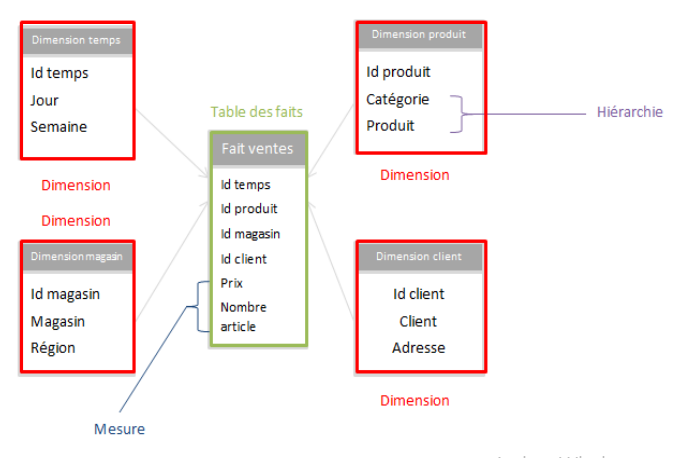 Dimension temps
Id temps
Jour
Semaine
Dimension
Dimension produit
Id produit
Catégorie
Produit
Hiérarchie
Dimension
Table des faits
Fait ventes
Id temps
Id produit
Id magasin
Id client
Prix
Nombre
article
Mesure
Dimension
Dimension magasin
Id magasin
Magasin
Région
Dimension client
Id client
Client
Adresse
Dimension